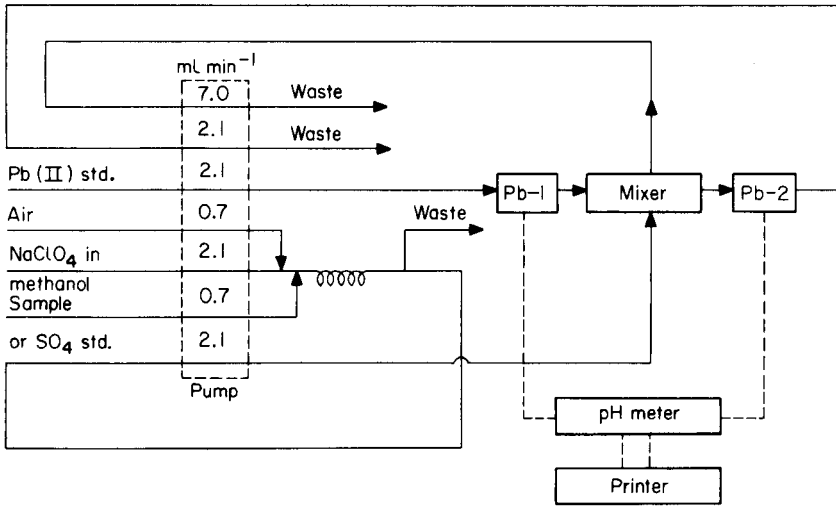 ml min⁻¹
7.0 Waste
2.1 Waste
Pb (II) std. 2.1 Pb-1 Mixer Pb-2
Air 0.7 Waste
NaClO₄ in 2.1
methanol
Sample 0.7
or SO₄ std. 2.1
Pump
pH meter
Printer